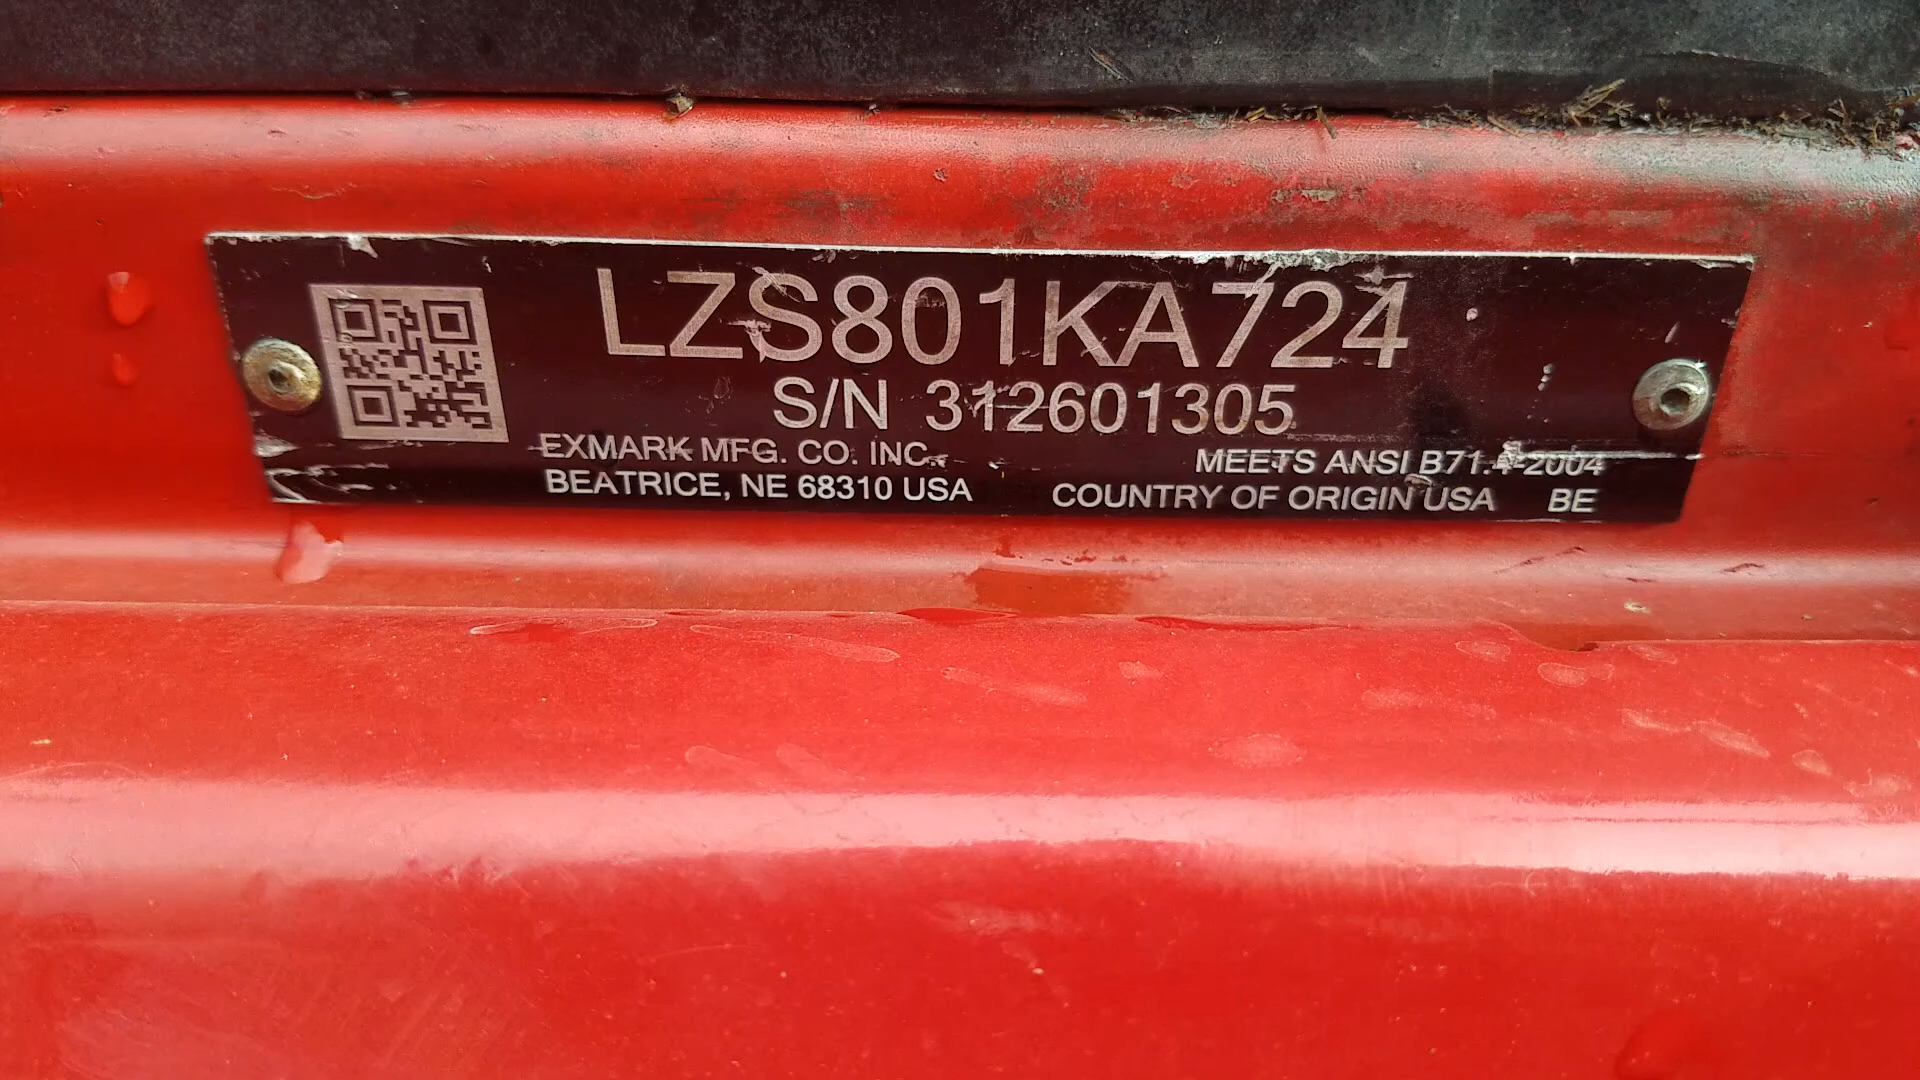 LZS801KA724
S/N 312601305
EXMARK MFG. CO. INC.
BEATRICE, NE 68310 USA
MEETS ANSI B71.4-2004
COUNTRY OF ORIGIN USA BE